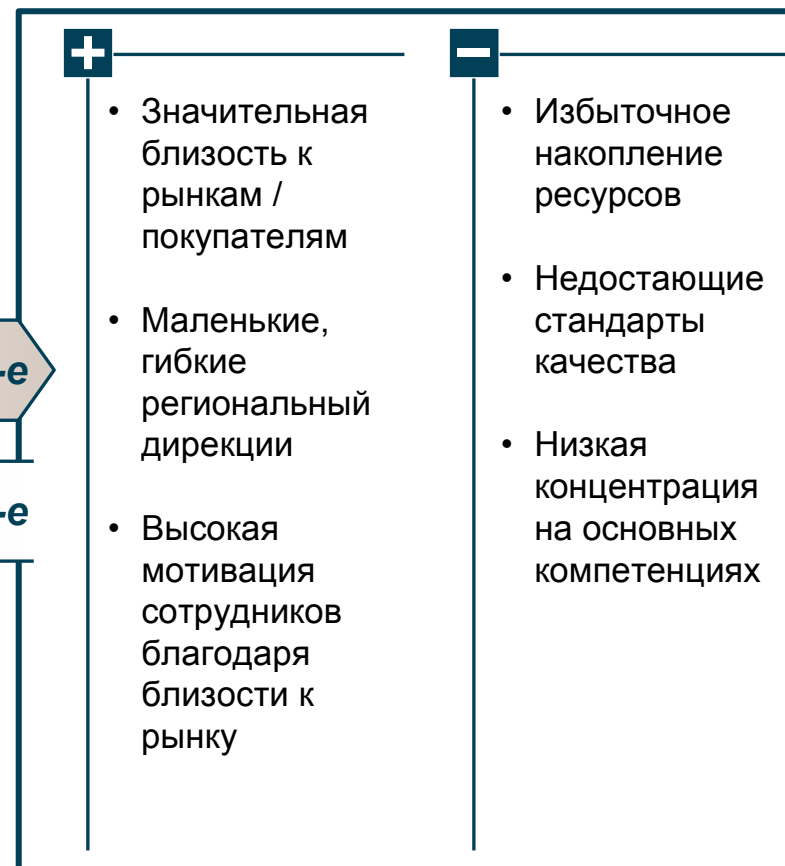 • Значительная
близость к
рынкам /
покупателям
• Маленькие,
гибкие
региональный
дирекции
• Высокая
мотивация
сотрудников
благодаря
близости к
рынку
• Избыточное
накопление
ресурсов
• Недостающие
стандарты
качества
• Низкая
концентрация
на основных
компетенциях
-е
-е